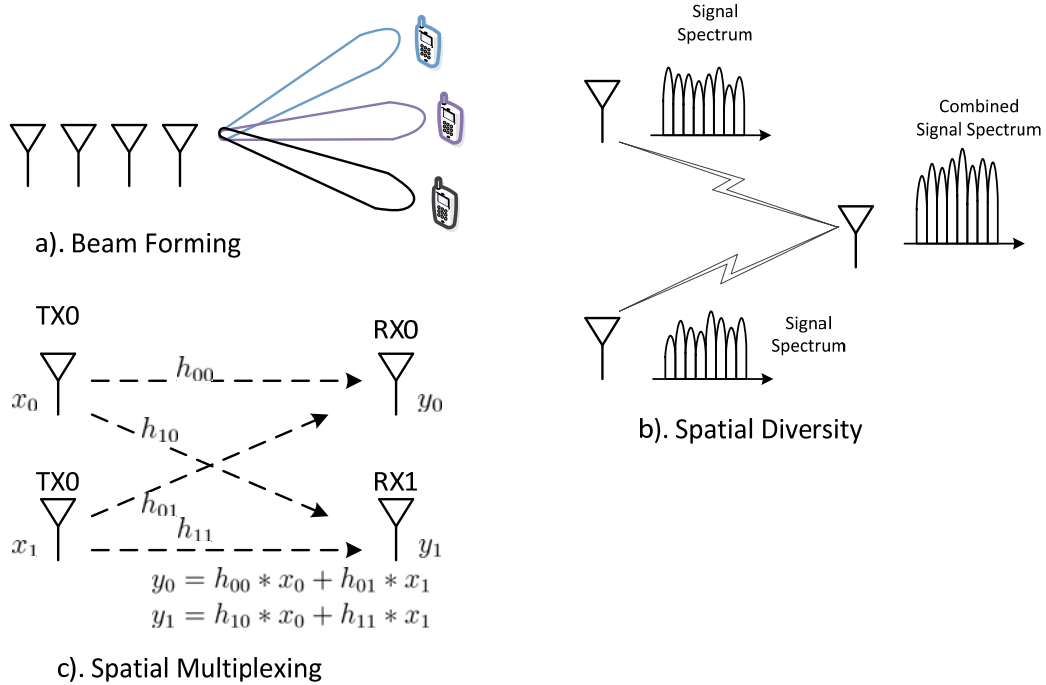 a). Beam Forming
Signal
Spectrum
Combined
Signal Spectrum
Signal
Spectrum
b). Spatial Diversity
TX0
RX0
h₀₀
x₀
y₀
h₁₀
TX0
RX1
h₀₁
h₁₁
x₁
y₁
y₀ = h₀₀ * x₀ + h₀₁ * x₁
y₁ = h₁₀ * x₀ + h₁₁ * x₁
c). Spatial Multiplexing